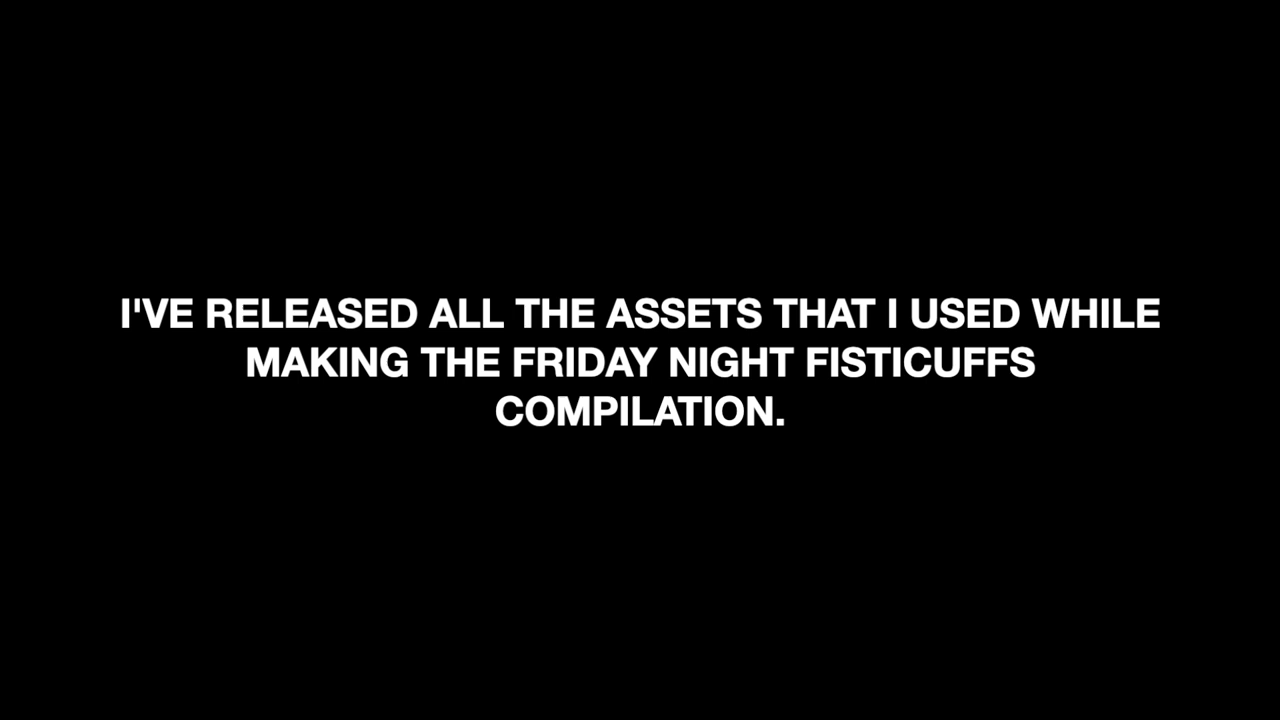 I'VE RELEASED ALL THE ASSETS THAT I USED WHILE
MAKING THE FRIDAY NIGHT FISTICUFFS
COMPILATION.